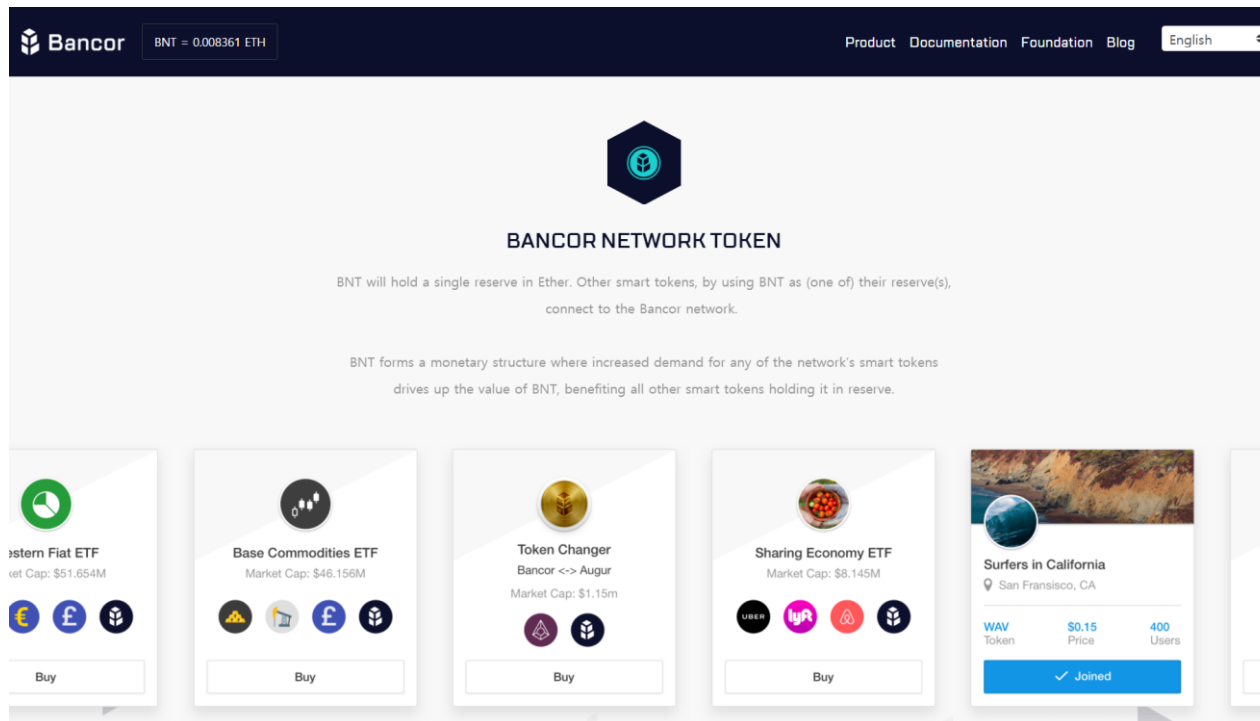 Bancor
BNT = 0.008361 ETH
Product Documentation Foundation Blog
English
BANCOR NETWORK TOKEN
BNT will hold a single reserve in Ether. Other smart tokens, by using BNT as (one of) their reserve(s),
connect to the Bancor network.
BNT forms a monetary structure where increased demand for any of the network's smart tokens
drives up the value of BNT, benefiting all other smart tokens holding it in reserve.
estern Fiat ETF
ket Cap: $51.654M
€ £
Buy
Base Commodities ETF
Market Cap: $46.156M
£
Buy
Token Changer
Bancor <-> Augur
Market Cap: $1.15m
Buy
Sharing Economy ETF
Market Cap: $8.145M
UBER lyft
Buy
Surfers in California
San Fransisco, CA
WAV $0.15 400
Token Price Users
Joined